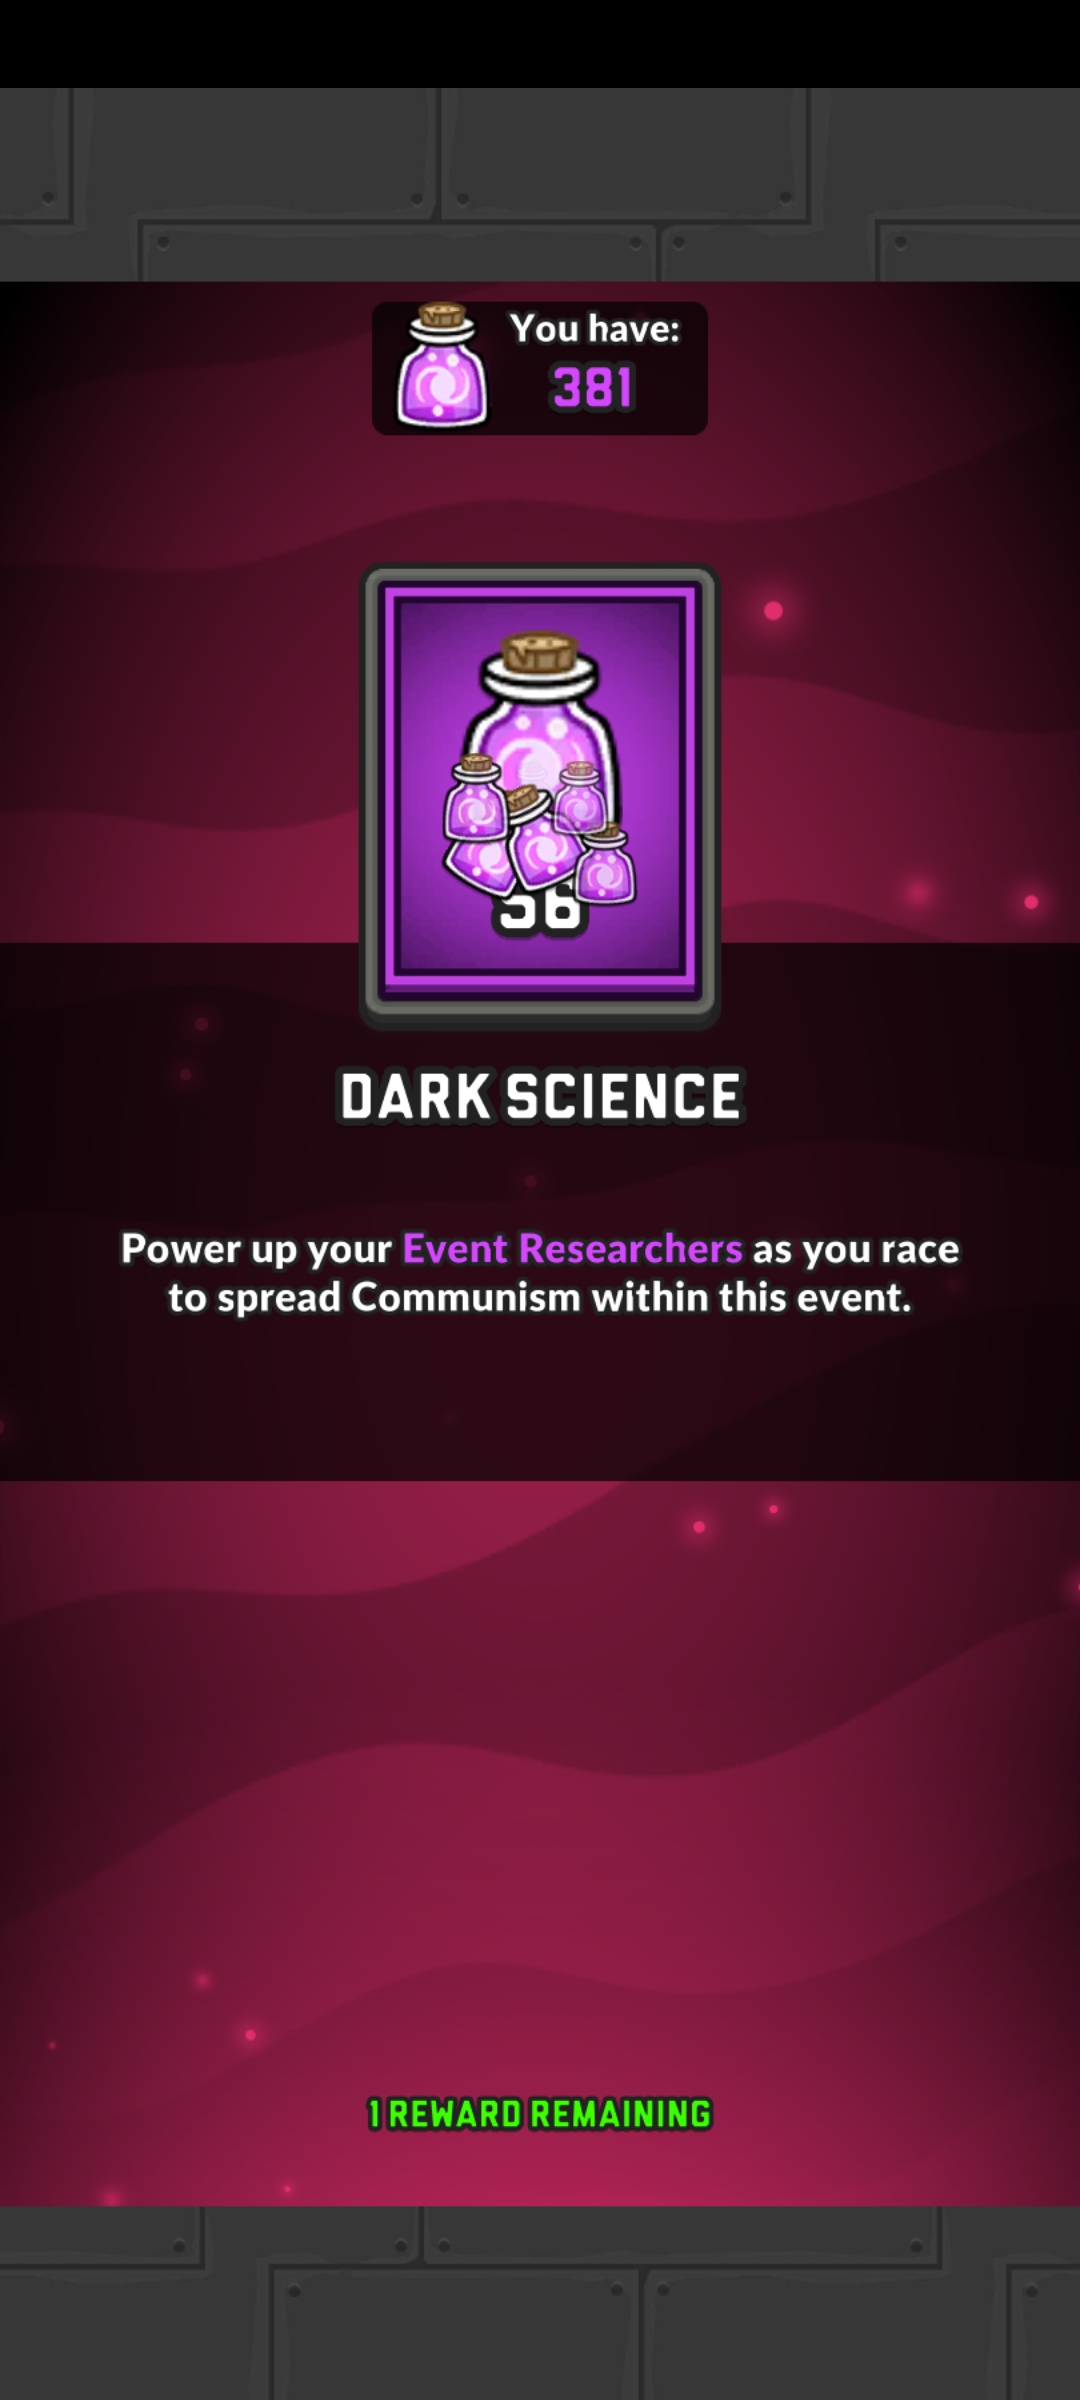 You have:
381
56
DARK SCIENCE
Power up your Event Researchers as you race
to spread Communism within this event.
1 REWARD REMAINING